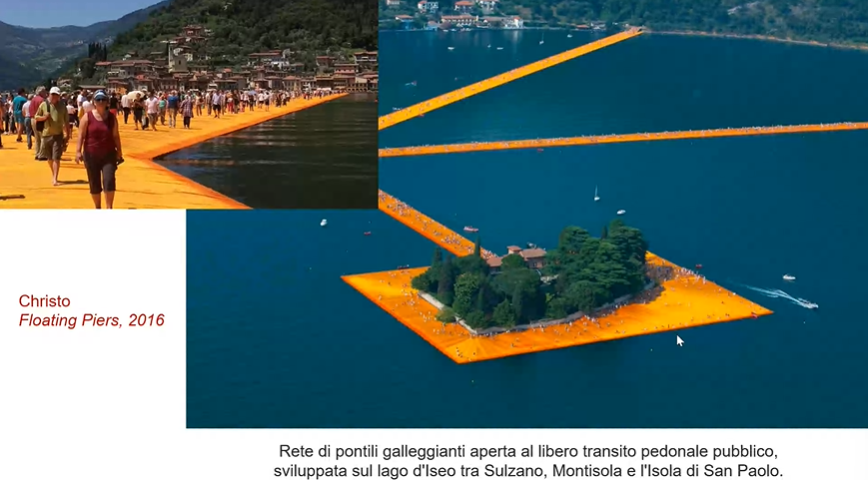 Christo
Floating Piers, 2016
Rete di pontili galleggianti aperta al libero transito pedonale pubblico,
sviluppata sul lago d'Iseo tra Sulzano, Montisola e l'Isola di San Paolo.